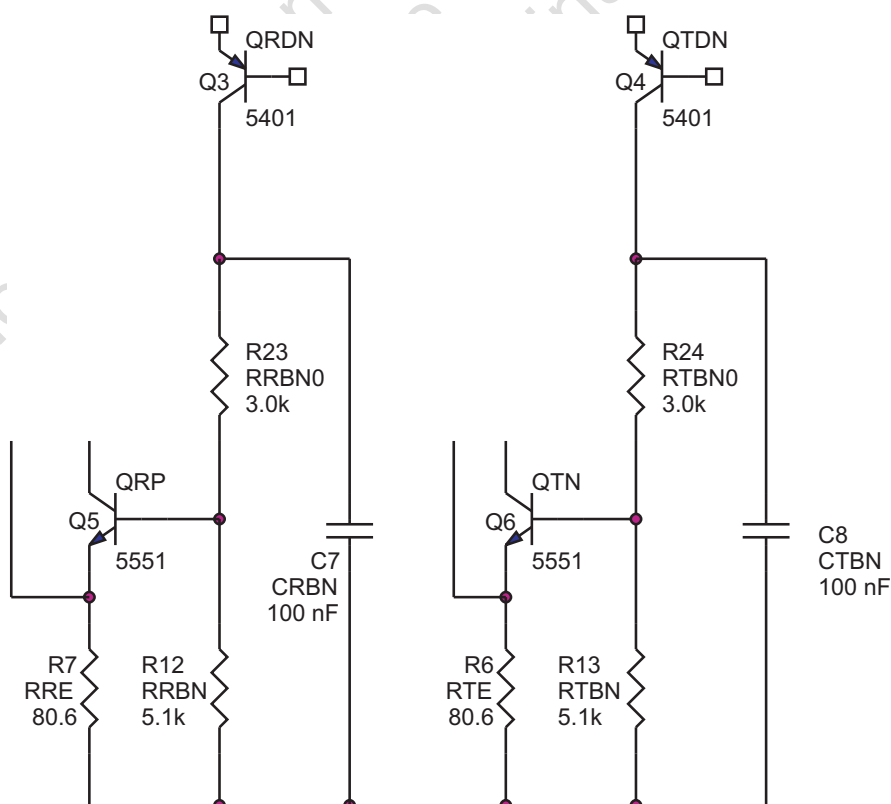 QRDN
Q3
5401
QTDN
Q4
5401
R23
RRBN0
3.0k
R24
RTBN0
3.0k
QRP
Q5
5551
QTN
Q6
5551
C7
CRBN
100 nF
C8
CTBN
100 nF
R7
RRE
80.6
R12
RRBN
5.1k
R6
RTE
80.6
R13
RTBN
5.1k